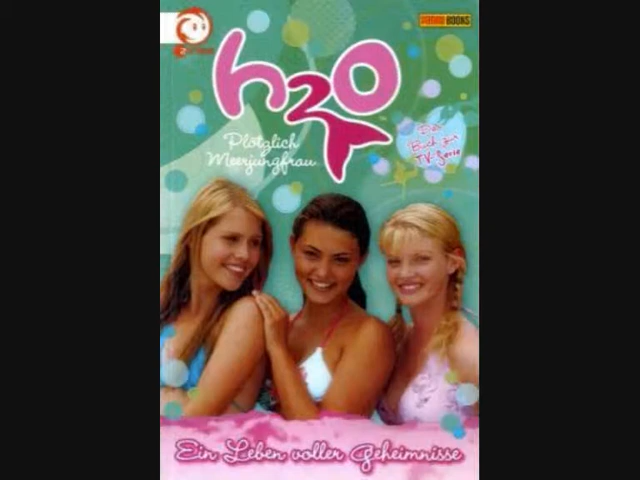 PANINI BOOKS
h2O
Plötzlich
Meerjungfrau
Das
Buch zur
TV-Serie
Ein Leben voller Geheimnisse